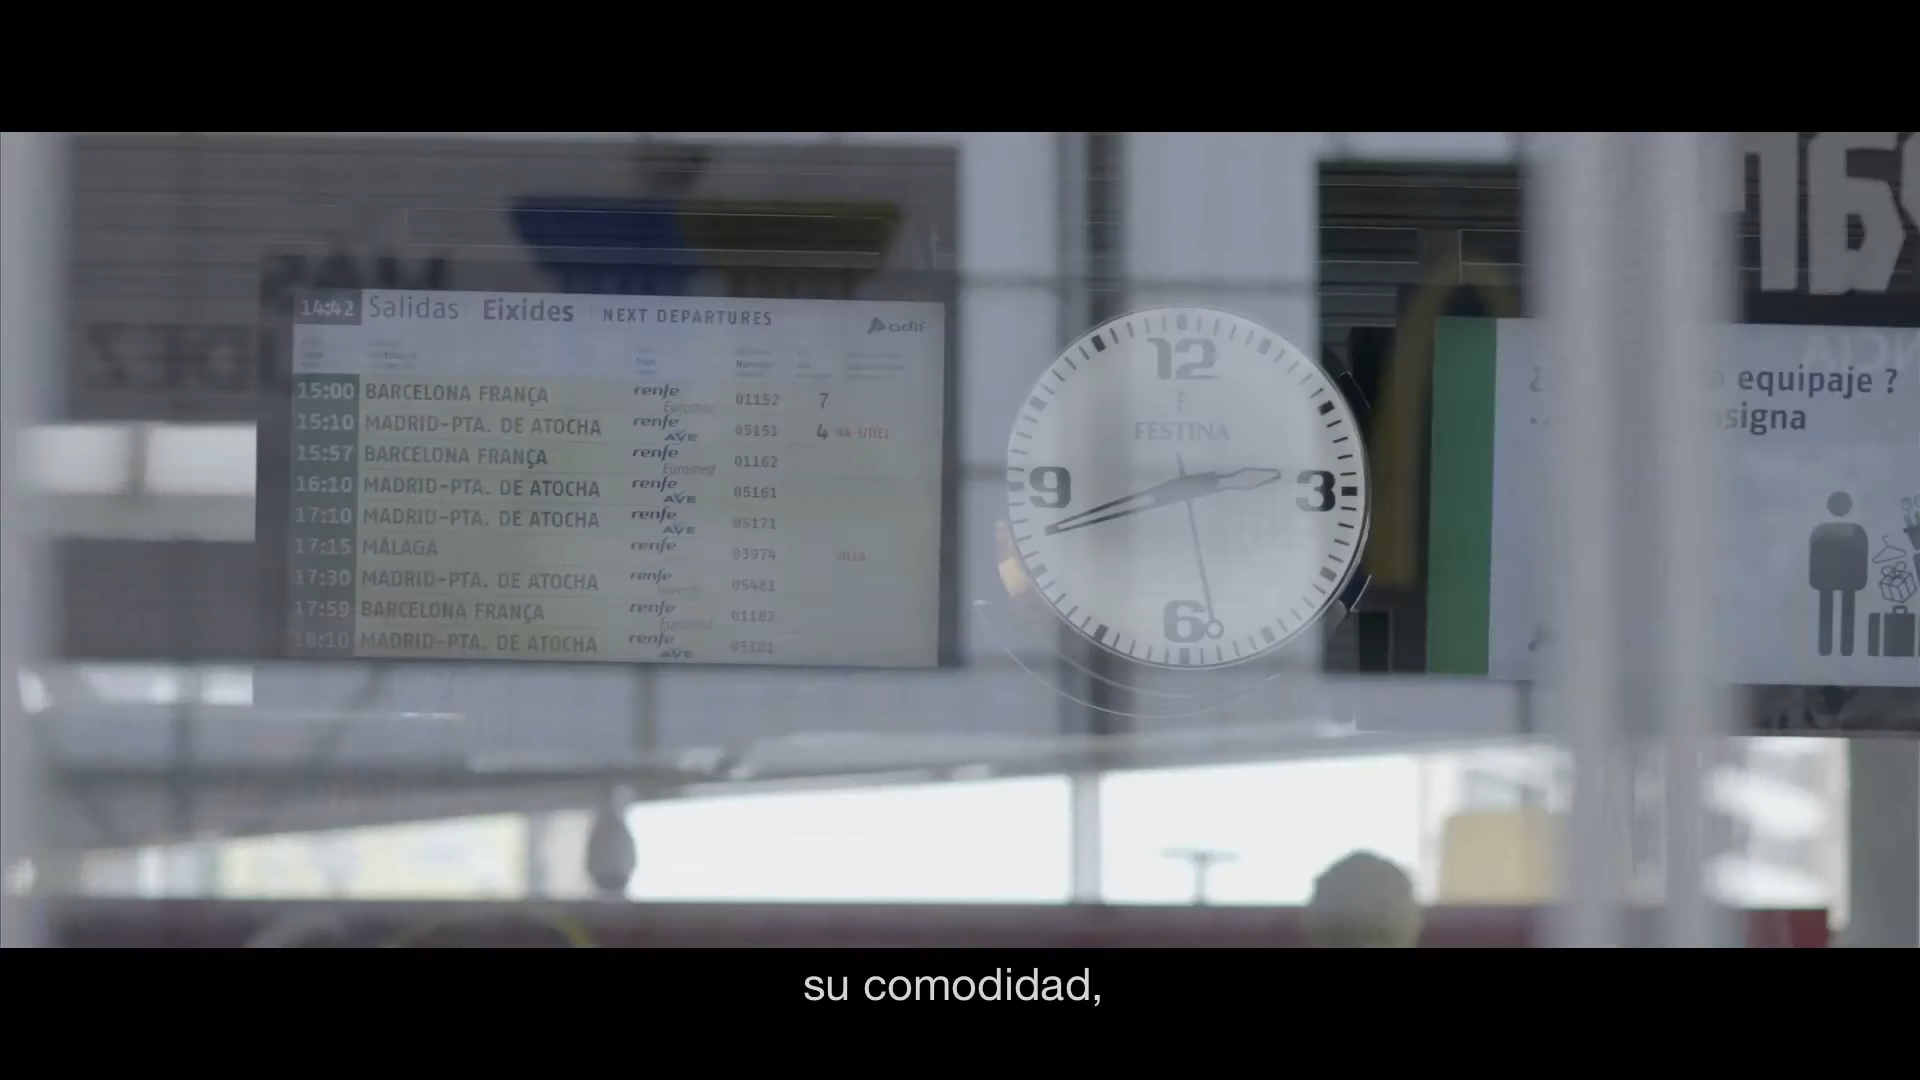 14:42 Salidas Eixides NEXT DEPARTURES
adif
15:00 BARCELONA FRANÇA renfe Euromed 01152 7
15:10 MADRID-PTA. DE ATOCHA renfe AVE 05151 4
15:57 BARCELONA FRANÇA renfe Euromed 01162
16:10 MADRID-PTA. DE ATOCHA renfe AVE 05161
17:10 MADRID-PTA. DE ATOCHA renfe AVE 05171
17:15 MÁLAGA renfe 03974
17:30 MADRID-PTA. DE ATOCHA renfe 05481
17:59 BARCELONA FRANÇA renfe Euromed 01182
18:10 MADRID-PTA. DE ATOCHA renfe AVE 05181
12
FESTINA
9 3
6
equipaje ?
su comodidad,